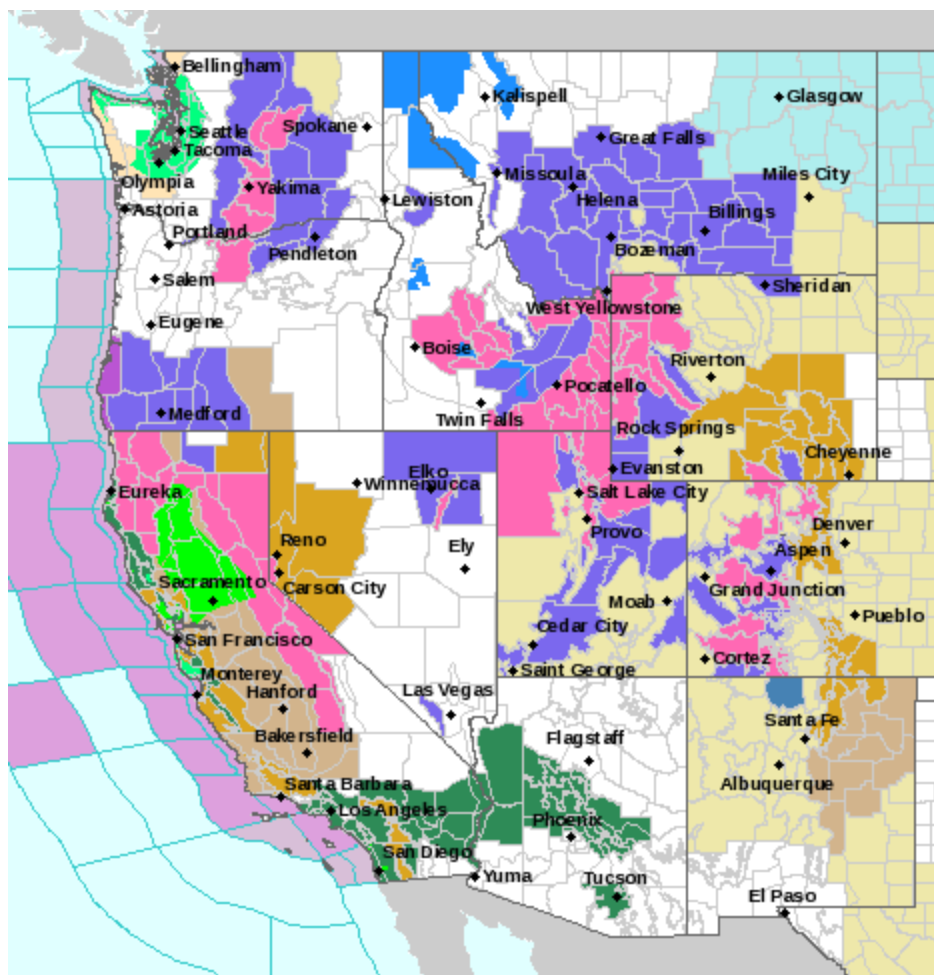 Bellingham
Kalispell
Glasgow
Seattle
Spokane
Great Falls
Tacoma
Olympia
Missoula
Miles City
Yakima
Lewiston
Helena
Billings
Astoria
Portland
Pendleton
Bozeman
Salem
Sheridan
West Yellowstone
Eugene
Boise
Riverton
Pocatello
Medford
Twin Falls
Rock Springs
Cheyenne
Elko
Evanston
Eureka
Winnemucca
Salt Lake City
Provo
Denver
Reno
Ely
Aspen
Sacramento
Carson City
Grand Junction
Moab
Pueblo
San Francisco
Cedar City
Cortez
Monterey
Saint George
Hanford
Las Vegas
Bakersfield
Flagstaff
Santa Fe
Albuquerque
Santa Barbara
Los Angeles
Phoenix
San Diego
Yuma
Tucson
El Paso